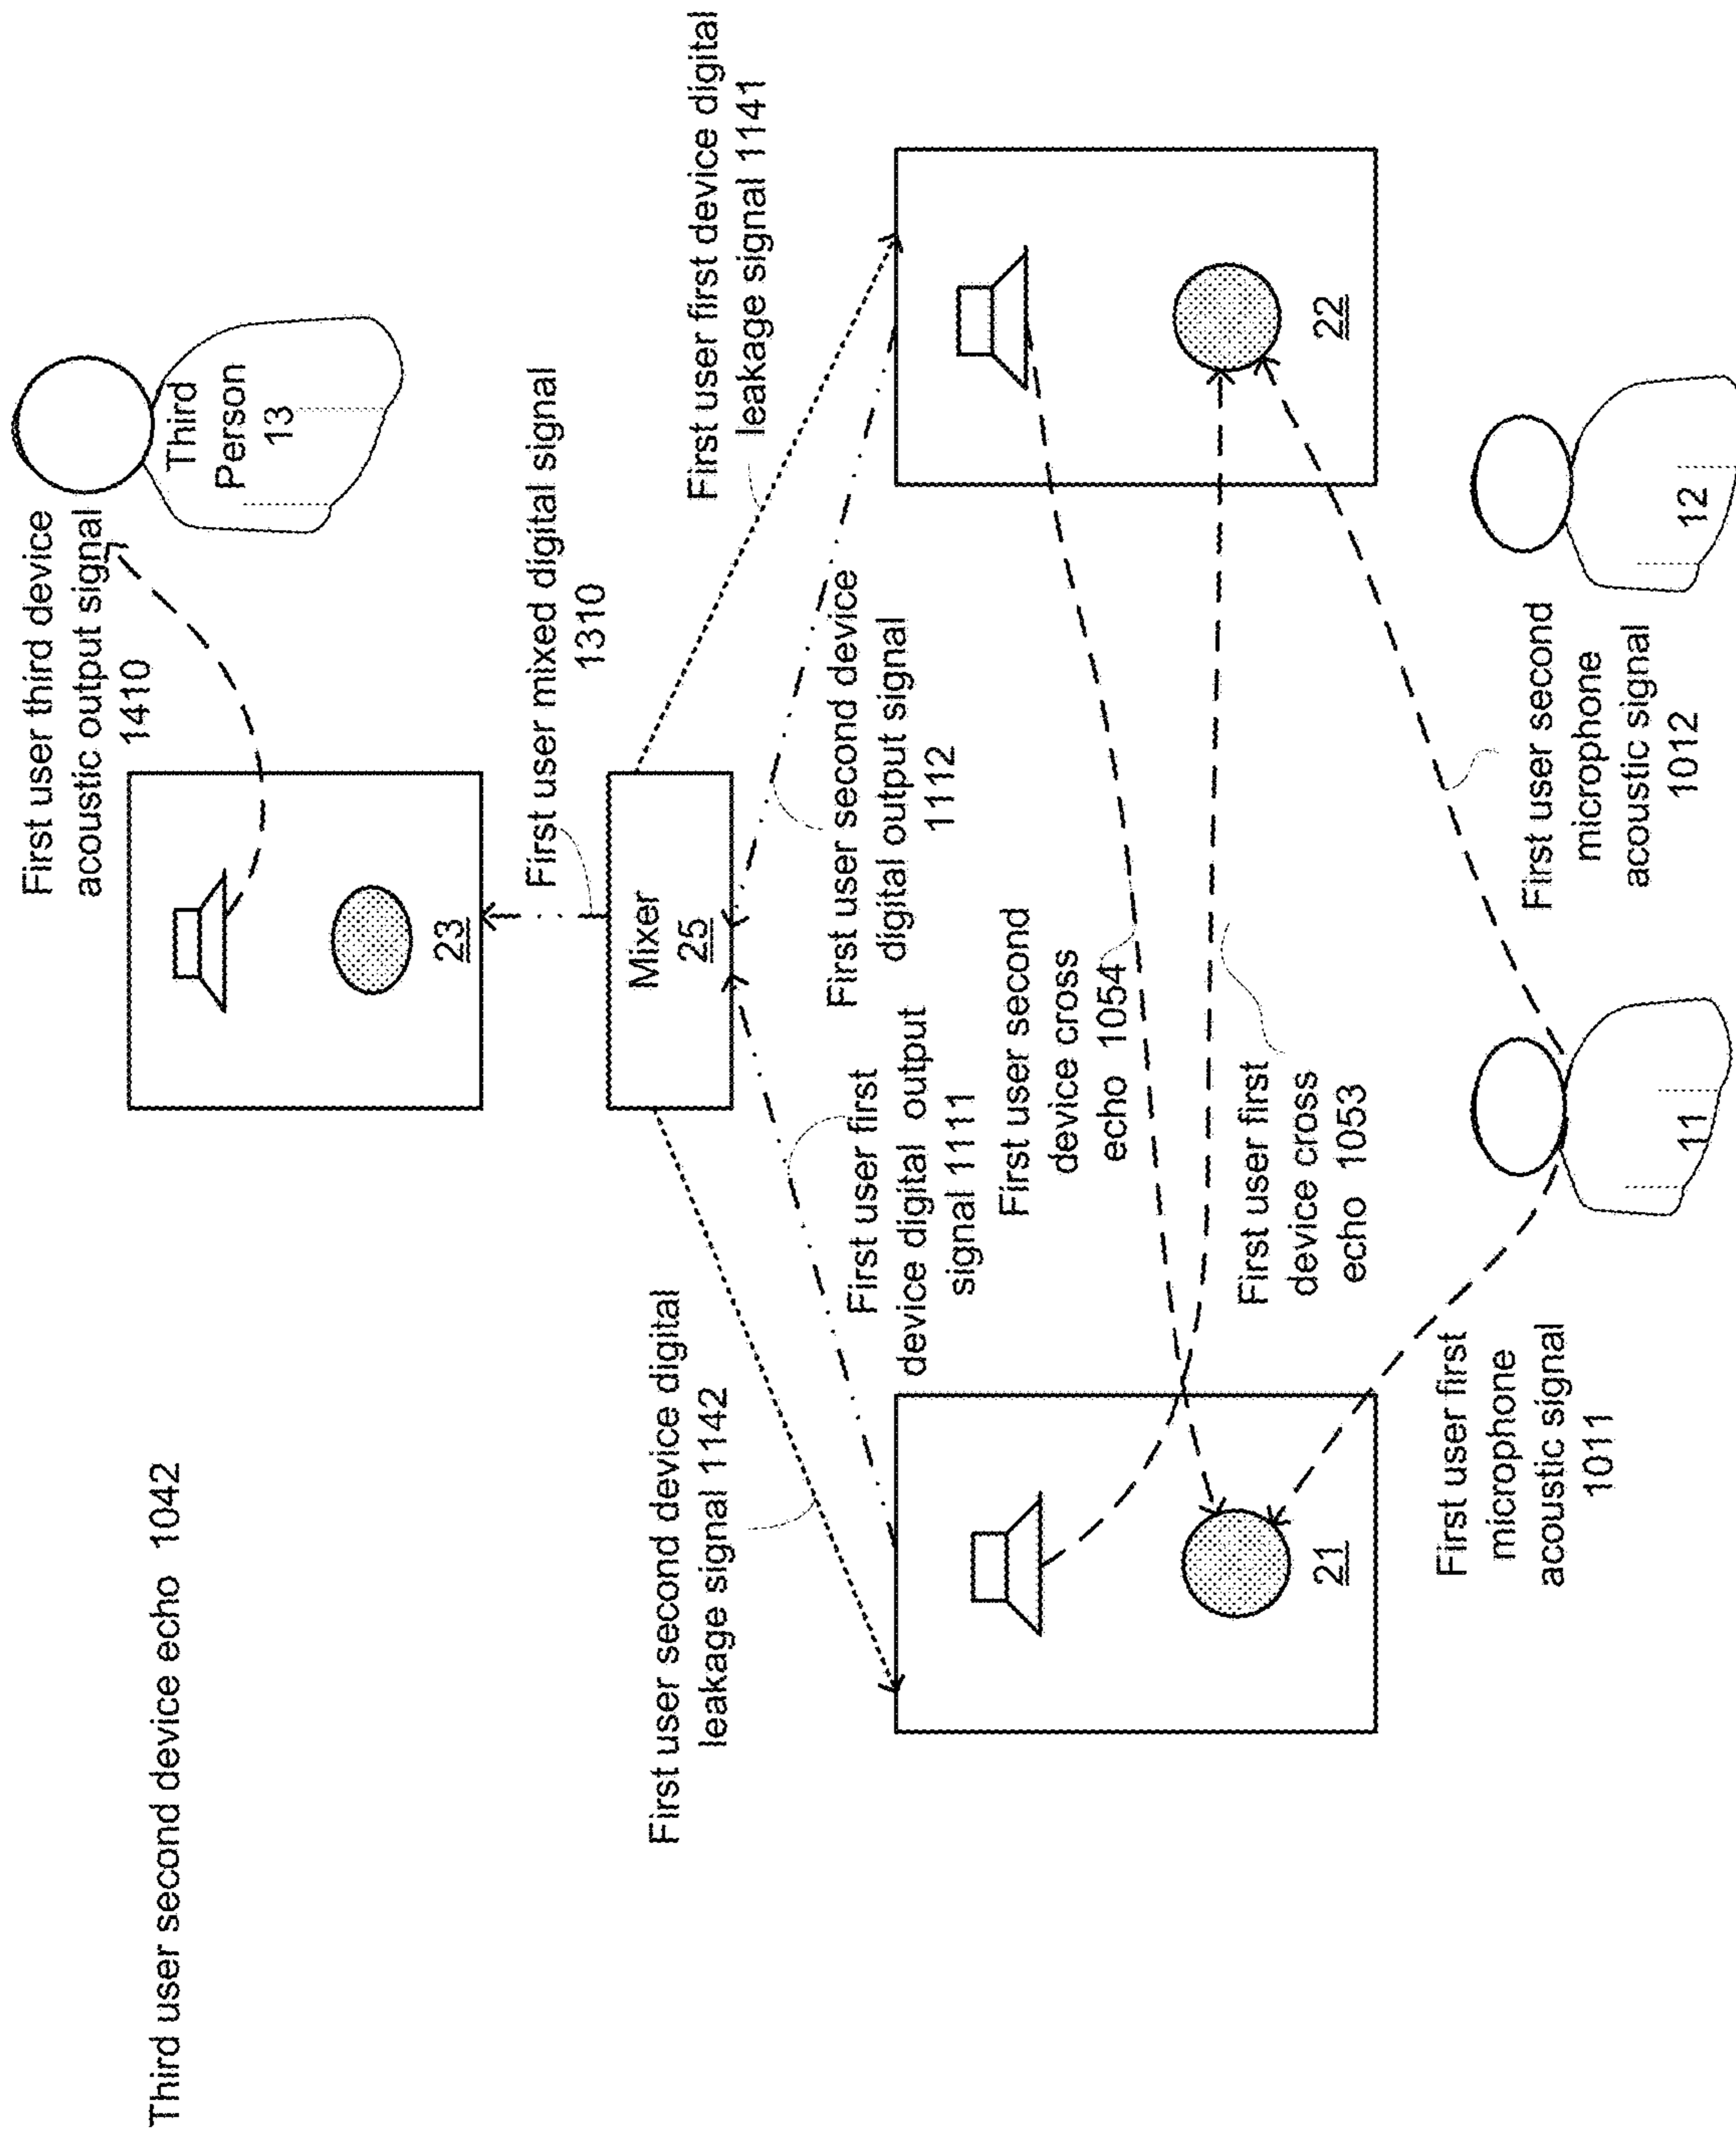 Third user second device echo 1042
First user third device
acoustic output signal
1410
Third
Person
13
23
First user mixed digital signal
1310
Mixer
25
First user second device digital
leakage signal 1142
First user first device digital
leakage signal 1141
First user first
device digital output
signal 1111
First user second device
digital output signal
1112
First user second
device cross
echo 1054
First user first
device cross
echo 1053
21
22
First user first
microphone
acoustic signal
1011
11
First user second
microphone
acoustic signal
1012
12